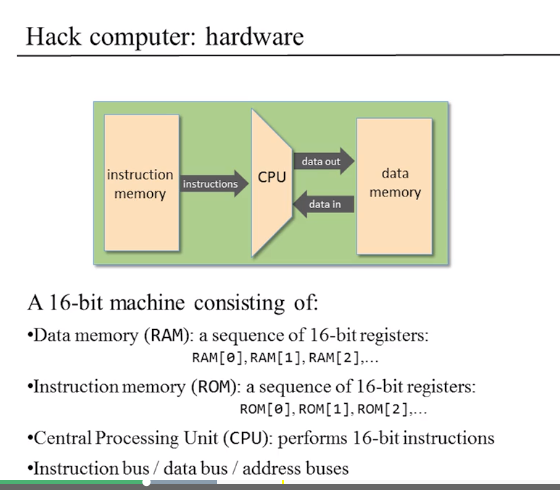 Hack computer: hardware
instruction
memory
instructions
CPU
data out
data in
data
memory
A 16-bit machine consisting of:
•Data memory (RAM): a sequence of 16-bit registers:
RAM[0], RAM[1], RAM[2],...
•Instruction memory (ROM): a sequence of 16-bit registers:
ROM[0], ROM[1], ROM[2],...
•Central Processing Unit (CPU): performs 16-bit instructions
•Instruction bus / data bus / address buses